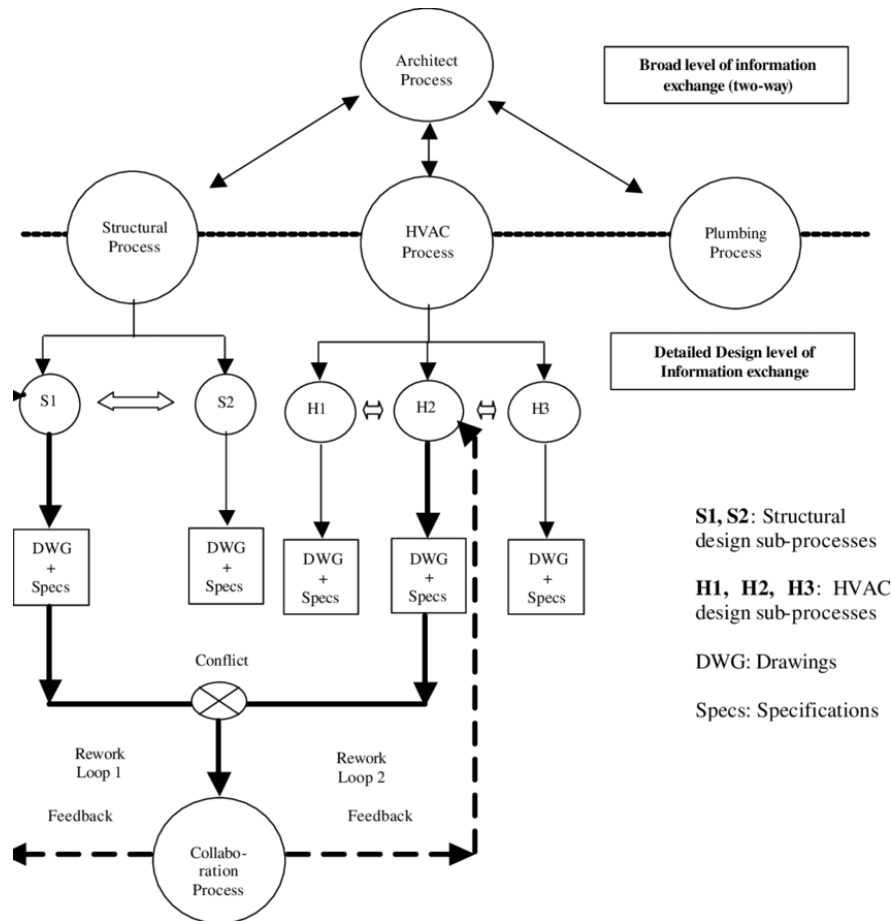 Architect
Process
Broad level of information
exchange (two-way)
Structural
Process
HVAC
Process
Plumbing
Process
Detailed Design level of
Information exchange
S1
S2
H1
H2
H3
DWG
+
Specs
DWG
+
Specs
DWG
+
Specs
DWG
+
Specs
DWG
+
Specs
S1, S2: Structural
design sub-processes
H1, H2, H3: HVAC
design sub-processes
DWG: Drawings
Specs: Specifications
Conflict
Rework
Loop 1
Rework
Loop 2
Feedback
Feedback
Collabo-
ration
Process